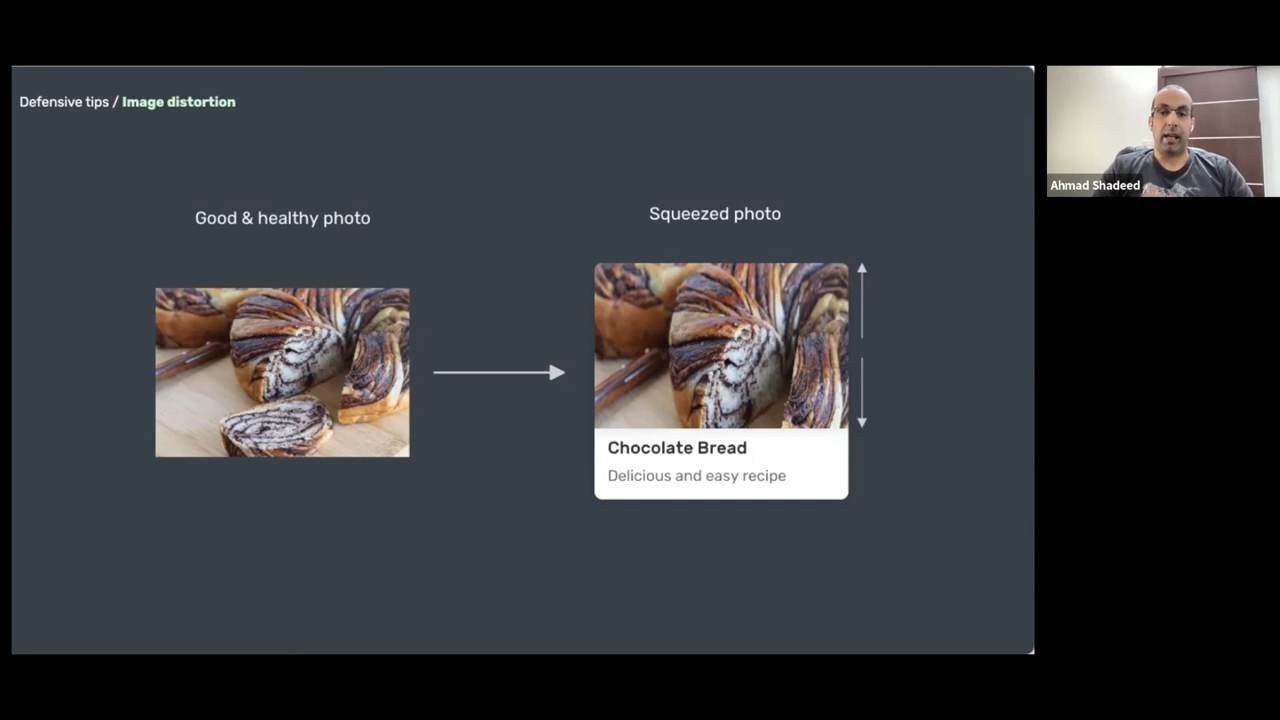 Defensive tips / Image distortion
Good & healthy photo
Squeezed photo
Chocolate Bread
Delicious and easy recipe
Ahmad Shadeed